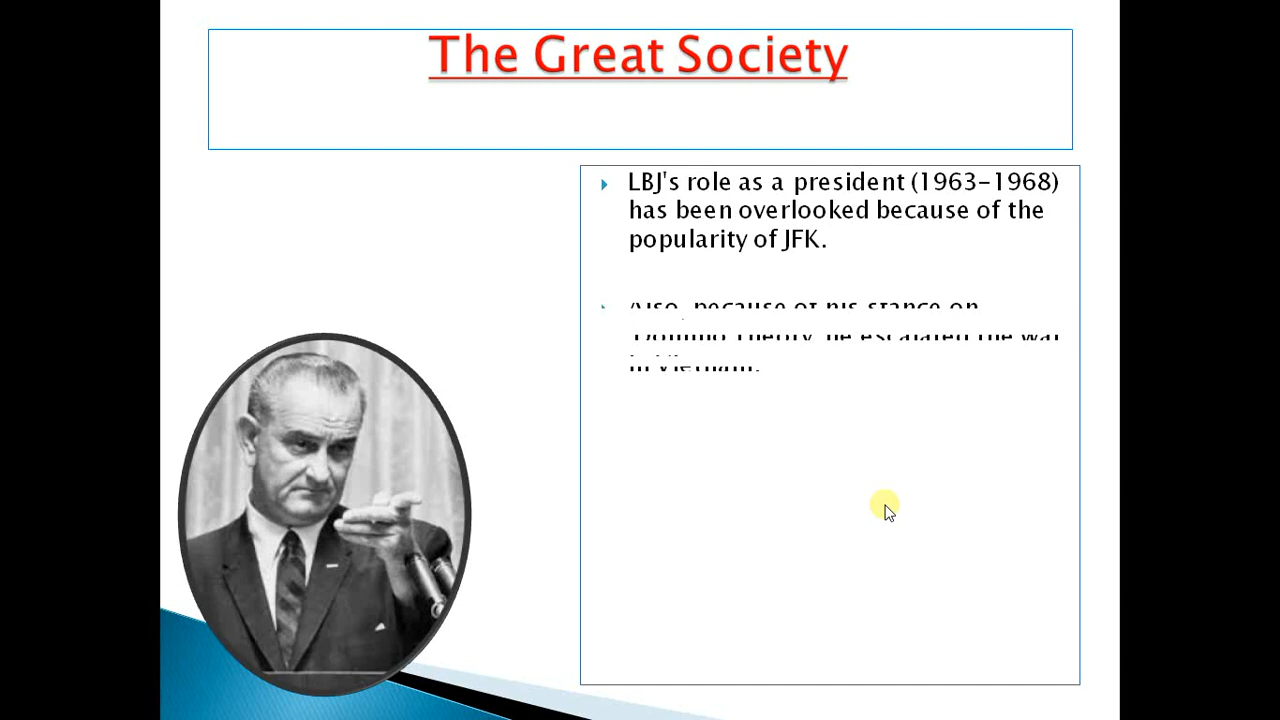 The Great Society
LBJ's role as a president (1963-1968)
has been overlooked because of the
popularity of JFK.
Also, because of his stance on
'Domino Theory' he escalated the war
in Vietnam.